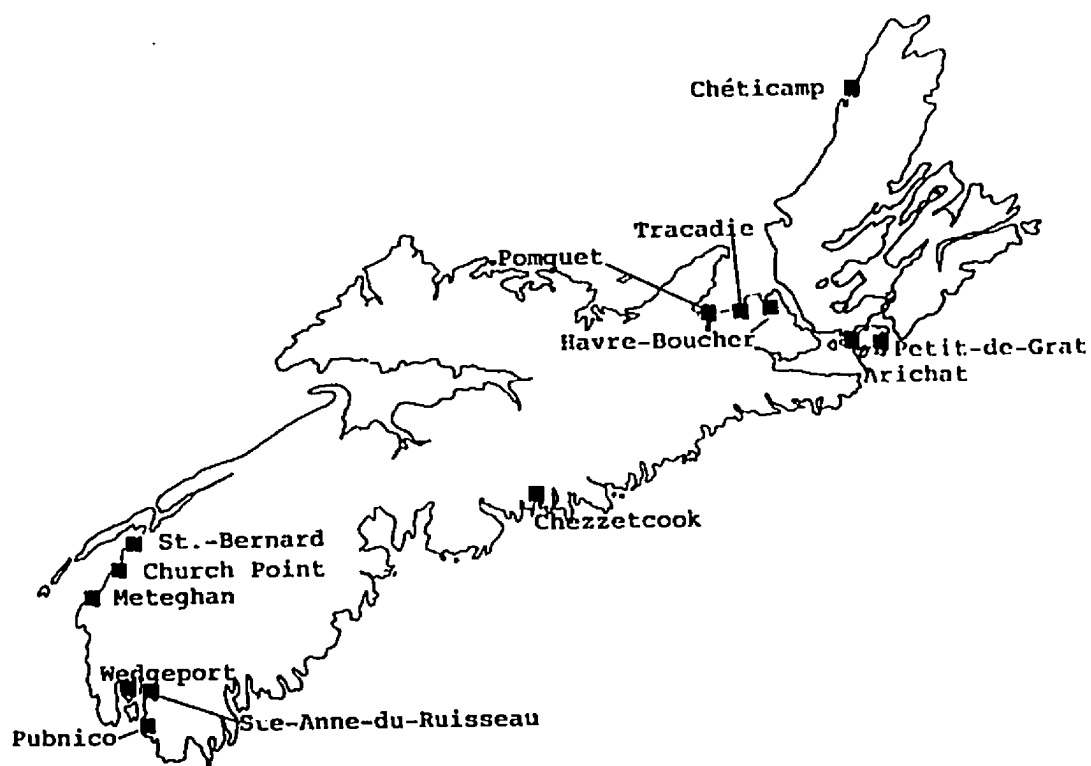 Chéticamp
Tracadie
Pomquet
Havre-Boucher
Petit-de-Grat
Arichat
Chezzetcook
St.-Bernard
Church Point
Meteghan
Wedgeport
Ste-Anne-du-Ruisseau
Pubnico